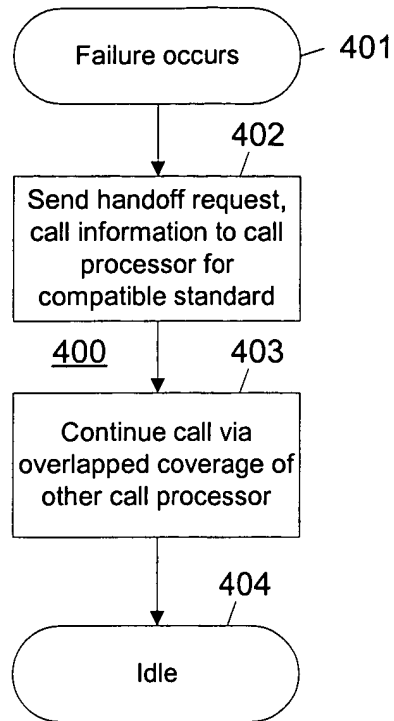 Failure occurs
401
402
Send handoff request,
call information to call
processor for
compatible standard
400
403
Continue call via
overlapped coverage of
other call processor
404
Idle